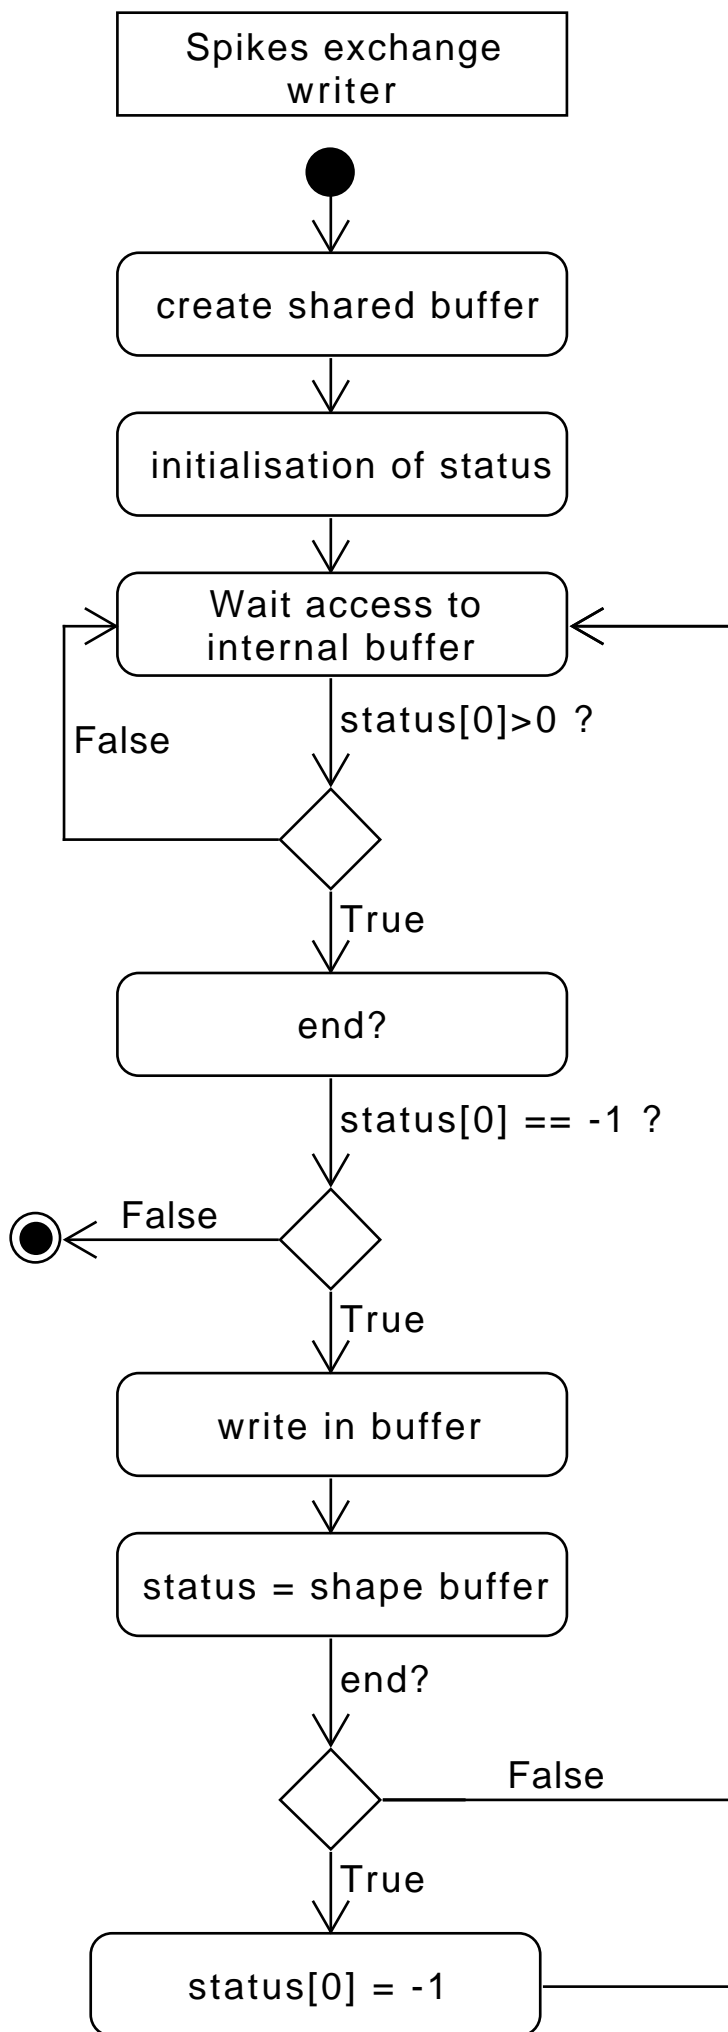 Spikes exchange
writer
create shared buffer
initialisation of status
Wait access to
internal buffer
status[0]>0 ?
False
True
end?
status[0] == -1 ?
False
True
write in buffer
status = shape buffer
end?
False
True
status[0] = -1